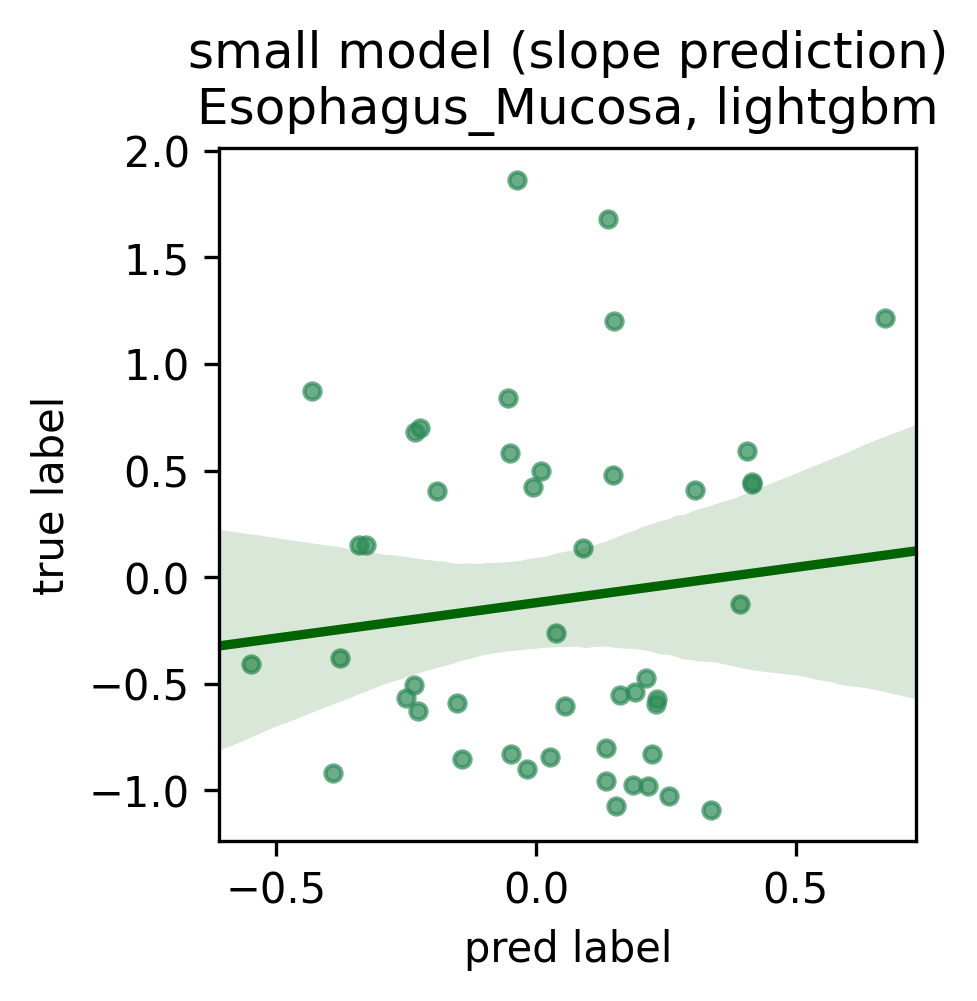 small model (slope prediction)
Esophagus_Mucosa, lightgbm
2.0
1.5
1.0
0.5
0.0
−0.5
−1.0
true label
−0.5 0.0 0.5
pred label